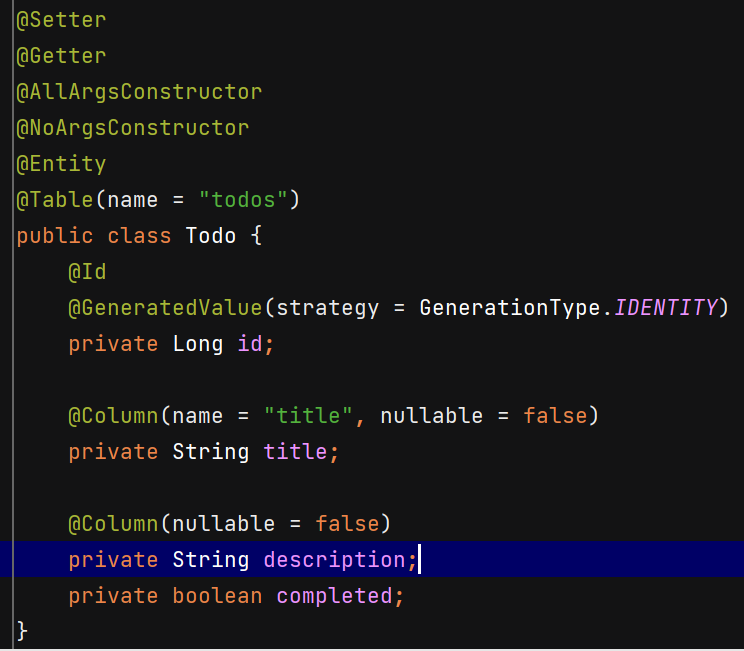 @Setter
@Getter
@AllArgsConstructor
@NoArgsConstructor
@Entity
@Table(name = "todos")
public class Todo {
    @Id
    @GeneratedValue(strategy = GenerationType.IDENTITY)
    private Long id;

    @Column(name = "title", nullable = false)
    private String title;

    @Column(nullable = false)
    private String description;
    private boolean completed;
}